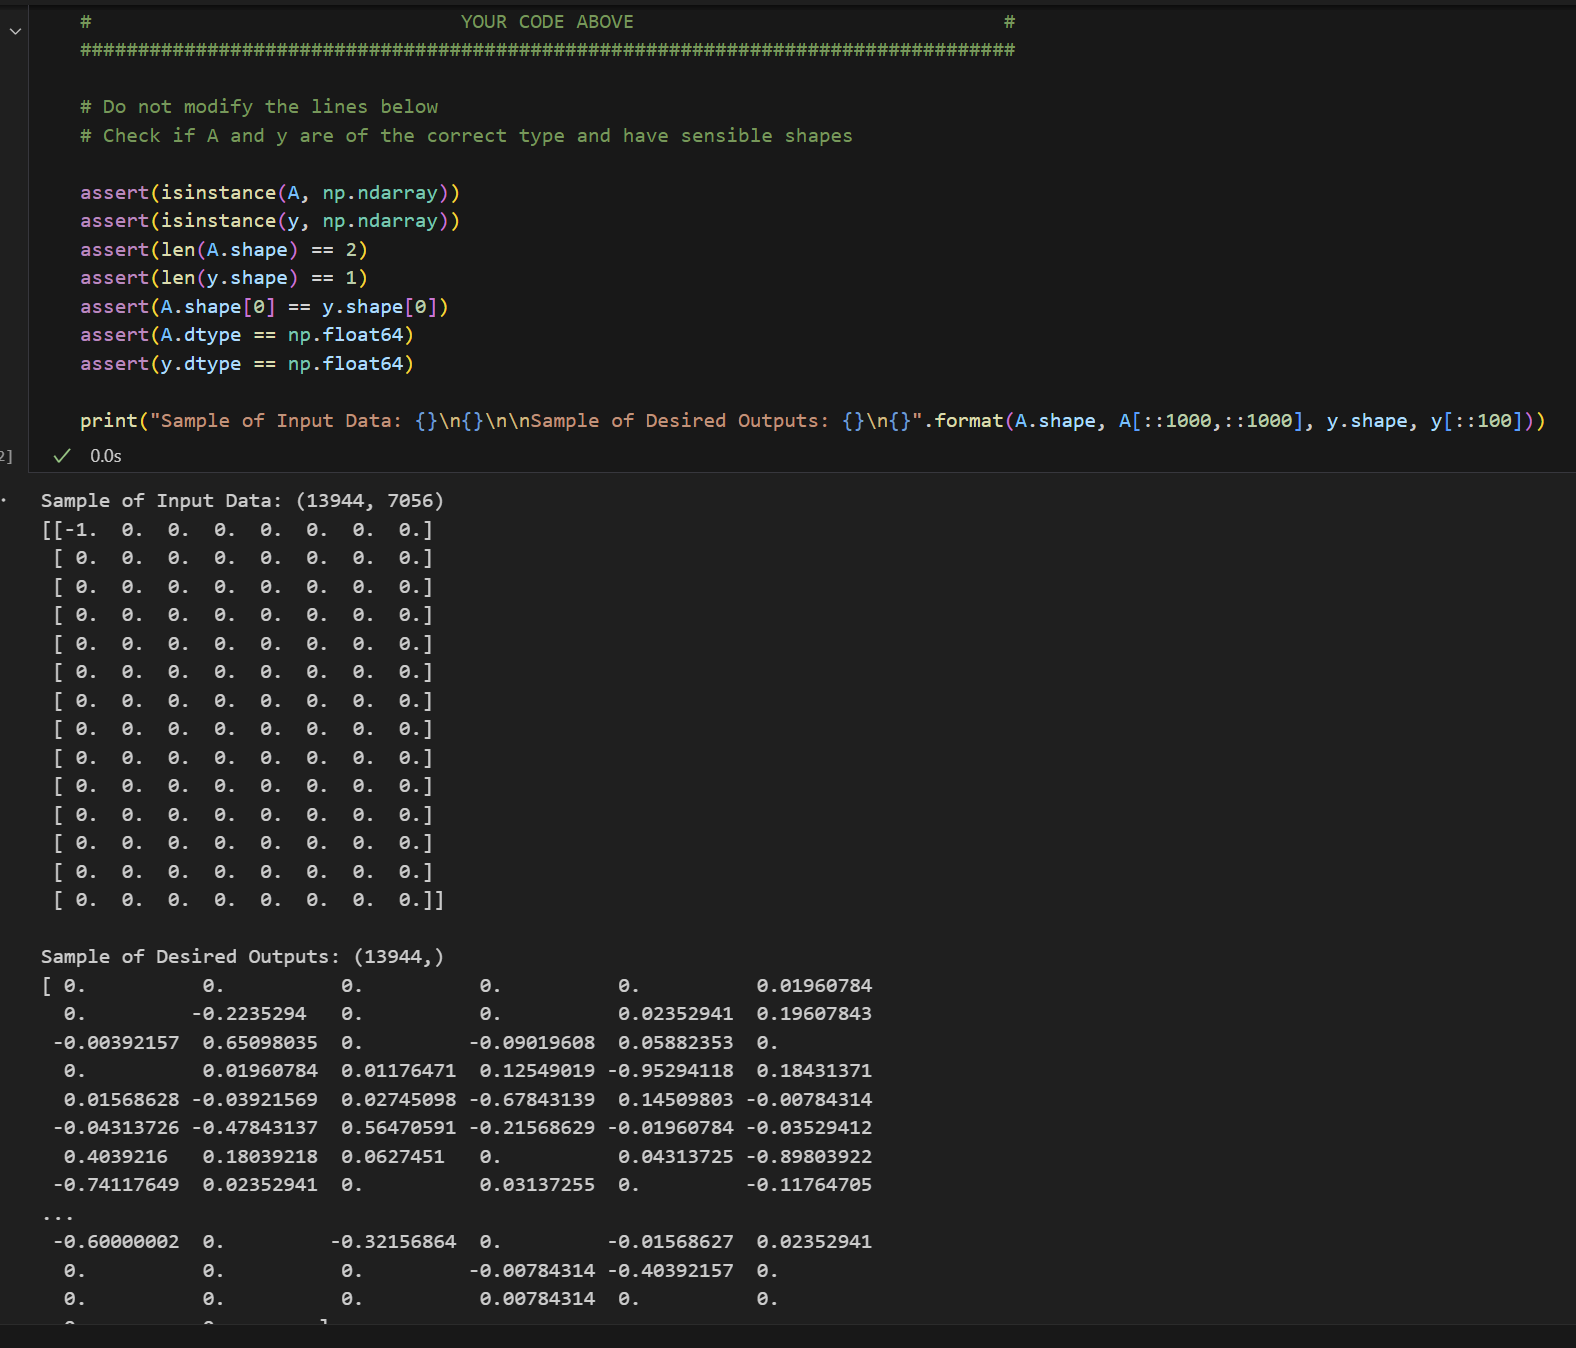 # YOUR CODE ABOVE #
#################################################################################
# Do not modify the lines below
# Check if A and y are of the correct type and have sensible shapes
assert(isinstance(A, np.ndarray))
assert(isinstance(y, np.ndarray))
assert(len(A.shape) == 2)
assert(len(y.shape) == 1)
assert(A.shape[0] == y.shape[0])
assert(A.dtype == np.float64)
assert(y.dtype == np.float64)
print("Sample of Input Data: {}\n{}\n\nSample of Desired Outputs: {}\n{}".format(A.shape, A[::1000,::1000], y.shape, y[::100]))
2] 0.0s
Sample of Input Data: (13944, 7056)
[[-1. 0. 0. 0. 0. 0. 0. 0.]
[ 0. 0. 0. 0. 0. 0. 0. 0.]
[ 0. 0. 0. 0. 0. 0. 0. 0.]
[ 0. 0. 0. 0. 0. 0. 0. 0.]
[ 0. 0. 0. 0. 0. 0. 0. 0.]
[ 0. 0. 0. 0. 0. 0. 0. 0.]
[ 0. 0. 0. 0. 0. 0. 0. 0.]
[ 0. 0. 0. 0. 0. 0. 0. 0.]
[ 0. 0. 0. 0. 0. 0. 0. 0.]
[ 0. 0. 0. 0. 0. 0. 0. 0.]
[ 0. 0. 0. 0. 0. 0. 0. 0.]
[ 0. 0. 0. 0. 0. 0. 0. 0.]
[ 0. 0. 0. 0. 0. 0. 0. 0.]
[ 0. 0. 0. 0. 0. 0. 0. 0.]]
Sample of Desired Outputs: (13944,)
[ 0. 0. 0. 0. 0. 0.01960784
0. -0.2235294 0. 0. 0.02352941 0.19607843
-0.00392157 0.65098035 0. -0.09019608 0.05882353 0.
0. 0.01960784 0.01176471 0.12549019 -0.95294118 0.18431371
0.01568628 -0.03921569 0.02745098 -0.67843139 0.14509803 -0.00784314
-0.04313726 -0.47843137 0.56470591 -0.21568629 -0.01960784 -0.03529412
0.4039216 0.18039218 0.0627451 0. 0.04313725 -0.89803922
-0.74117649 0.02352941 0. 0.03137255 0. -0.11764705
...
-0.60000002 0. -0.32156864 0. -0.01568627 0.02352941
0. 0. 0. -0.00784314 -0.40392157 0.
0. 0. 0. 0.00784314 0. 0.